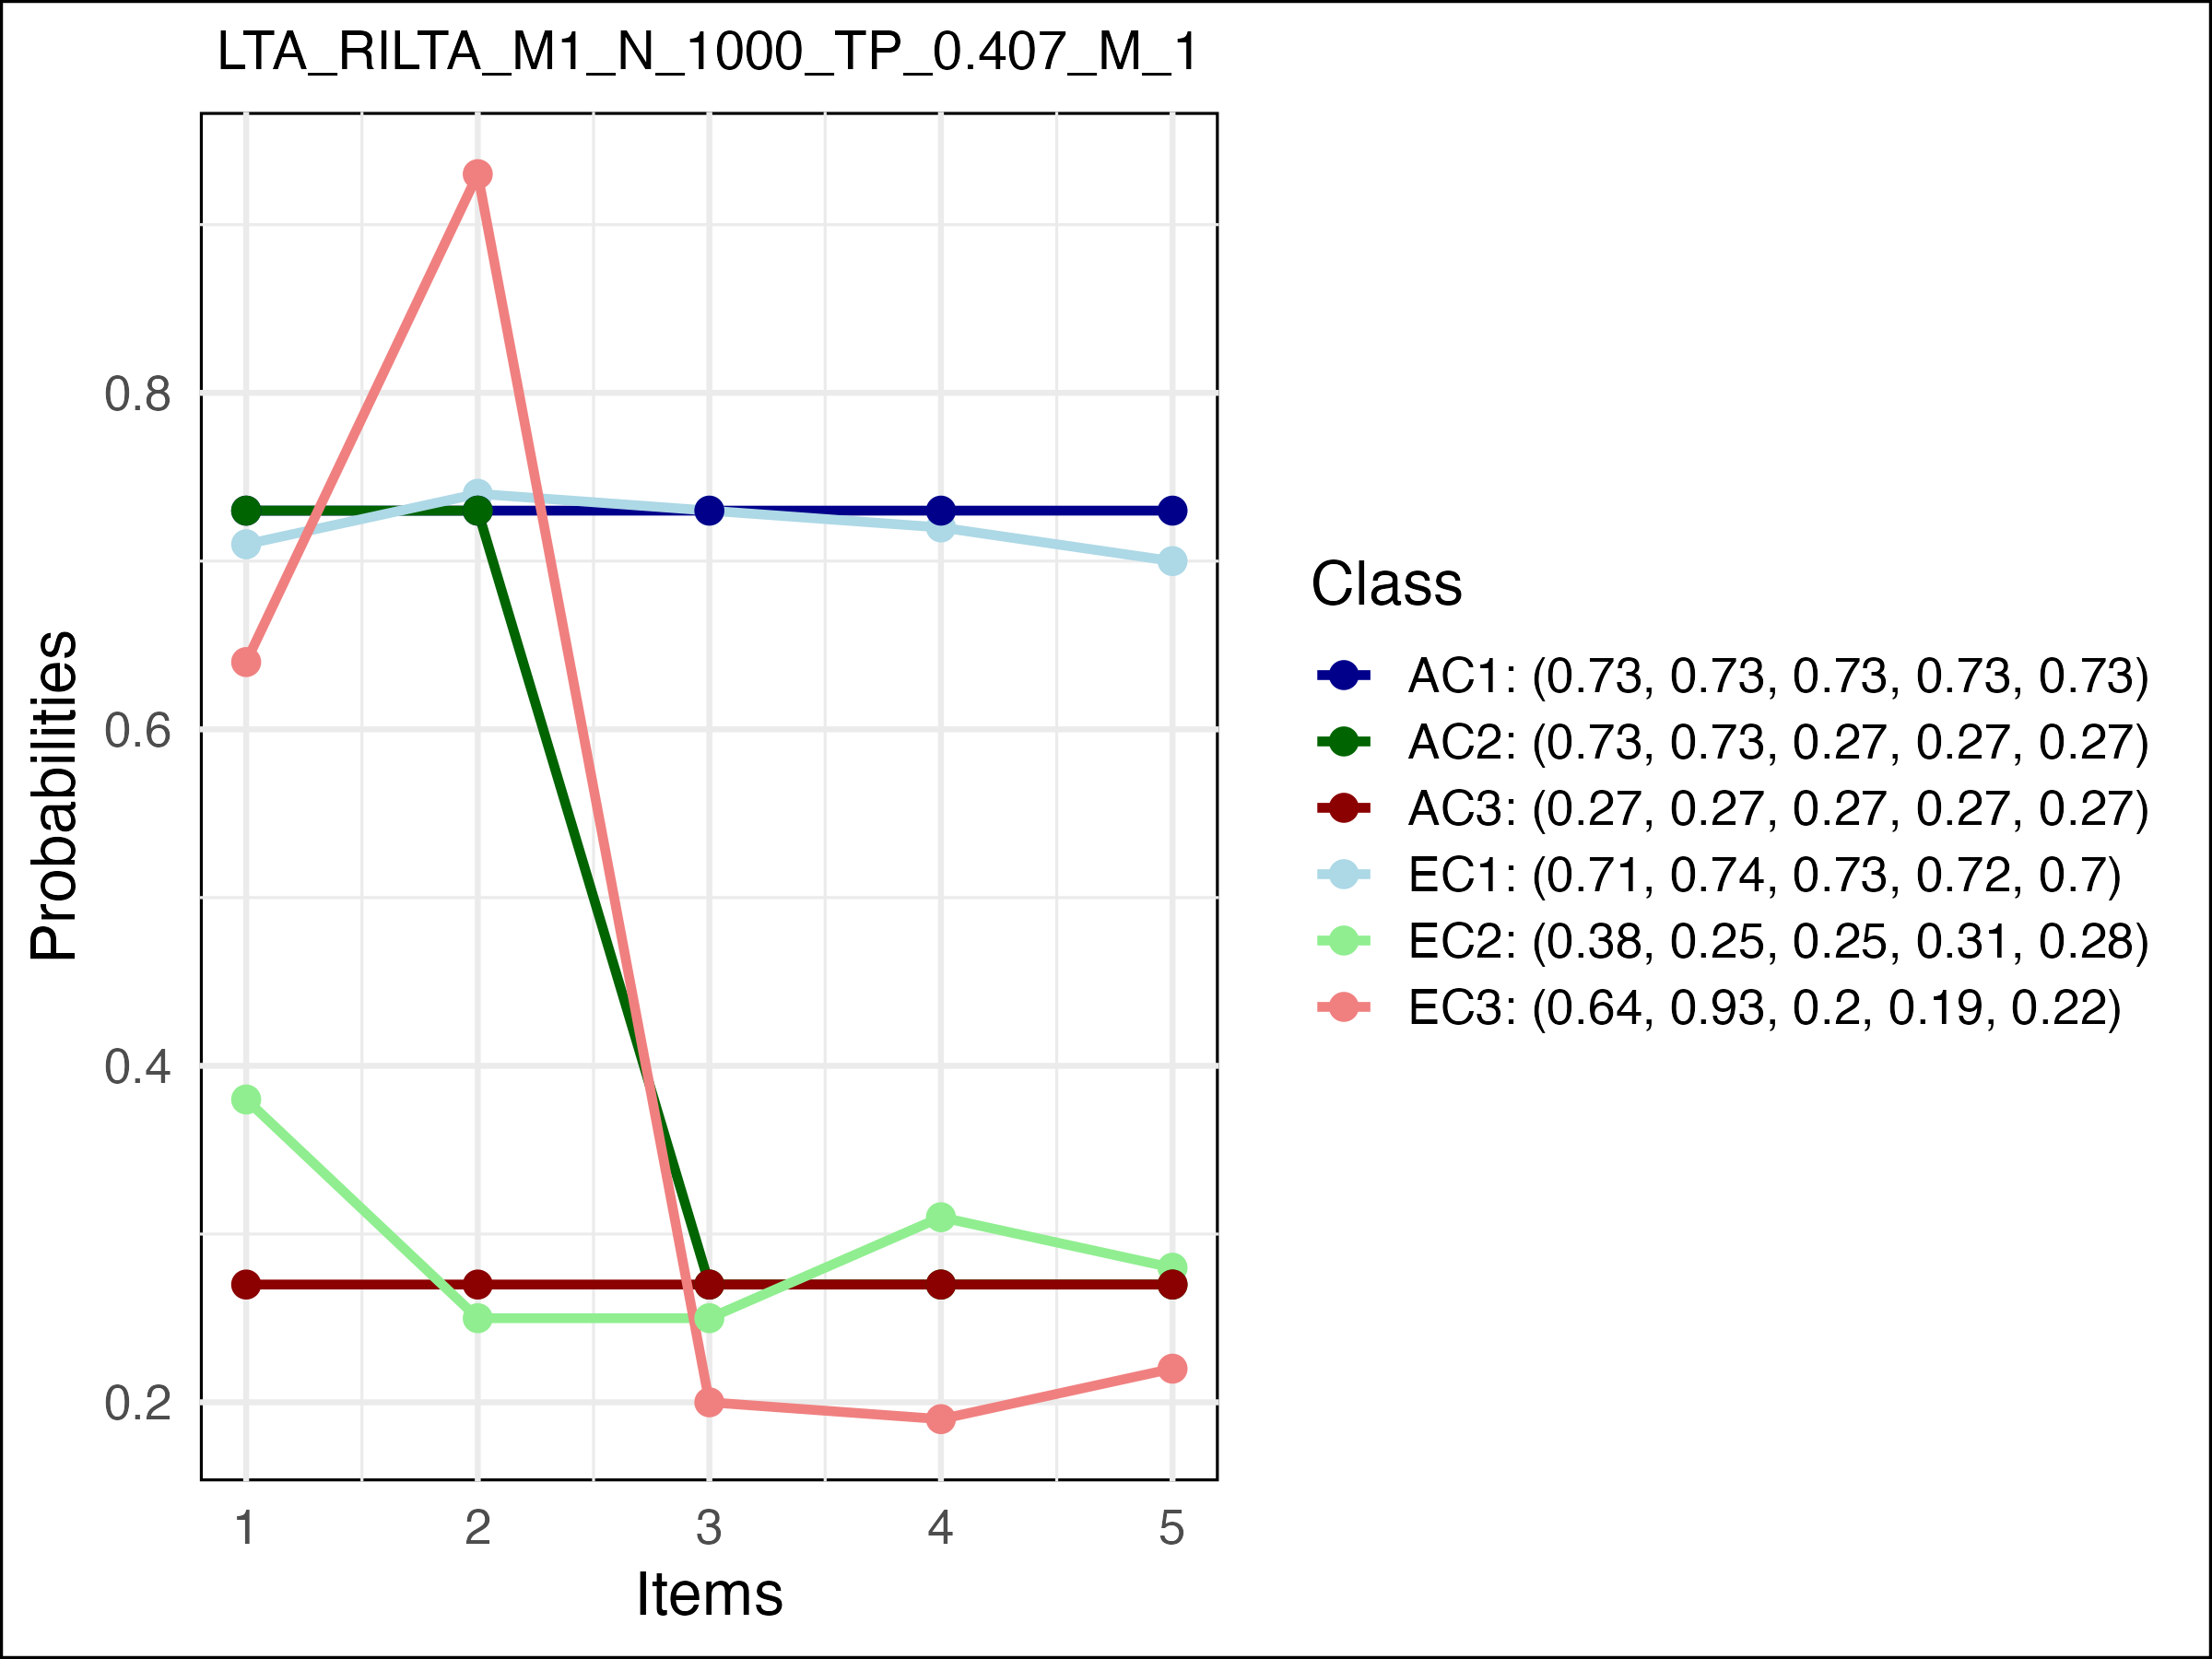 LTA_RILTA_M1_N_1000_TP_0.407_M_1
Probabilities
0.8
0.6
0.4
0.2
1 2 3 4 5
Items
Class
AC1: (0.73, 0.73, 0.73, 0.73, 0.73)
AC2: (0.73, 0.73, 0.27, 0.27, 0.27)
AC3: (0.27, 0.27, 0.27, 0.27, 0.27)
EC1: (0.71, 0.74, 0.73, 0.72, 0.7)
EC2: (0.38, 0.25, 0.25, 0.31, 0.28)
EC3: (0.64, 0.93, 0.2, 0.19, 0.22)